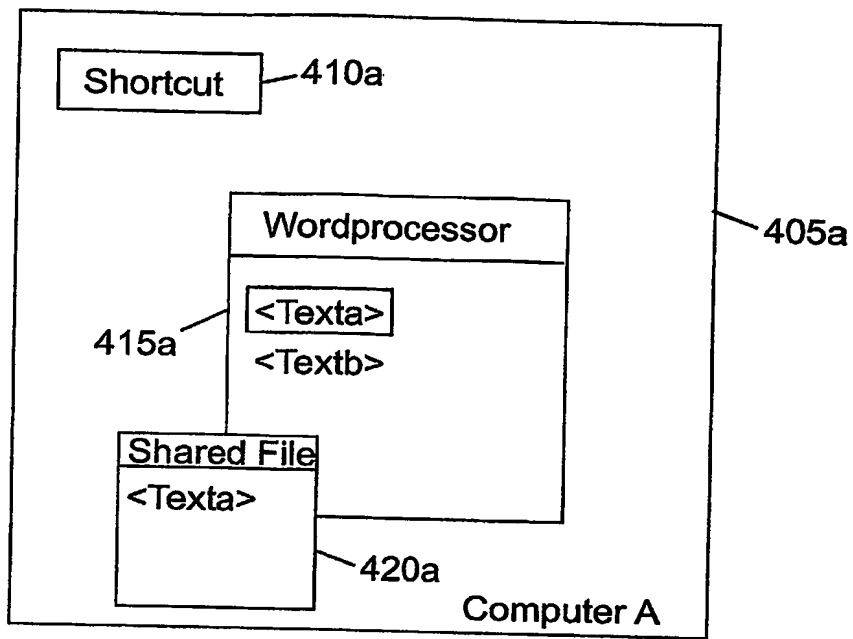 Shortcut
410a
Wordprocessor
405a
<Texta>
415a
<Textb>
Shared File
<Texta>
420a
Computer A